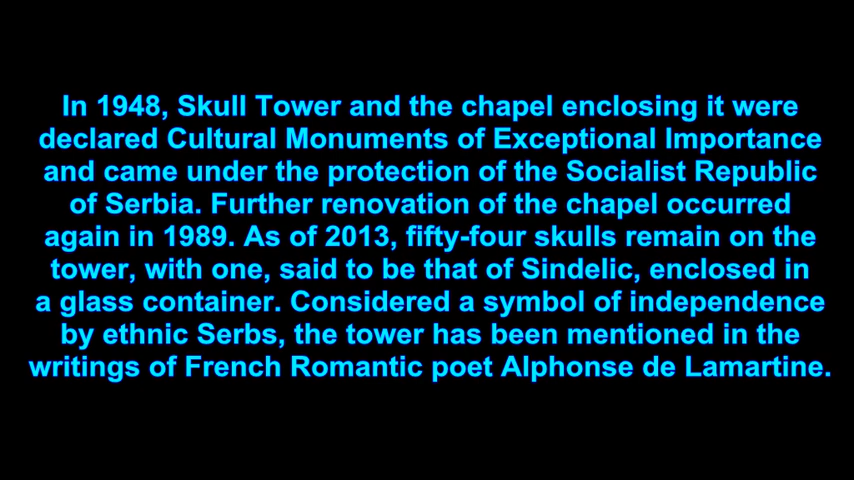 In 1948, Skull Tower and the chapel enclosing it were
declared Cultural Monuments of Exceptional Importance
and came under the protection of the Socialist Republic
of Serbia. Further renovation of the chapel occurred
again in 1989. As of 2013, fifty-four skulls remain on the
tower, with one, said to be that of Sindelic, enclosed in
a glass container. Considered a symbol of independence
by ethnic Serbs, the tower has been mentioned in the
writings of French Romantic poet Alphonse de Lamartine.